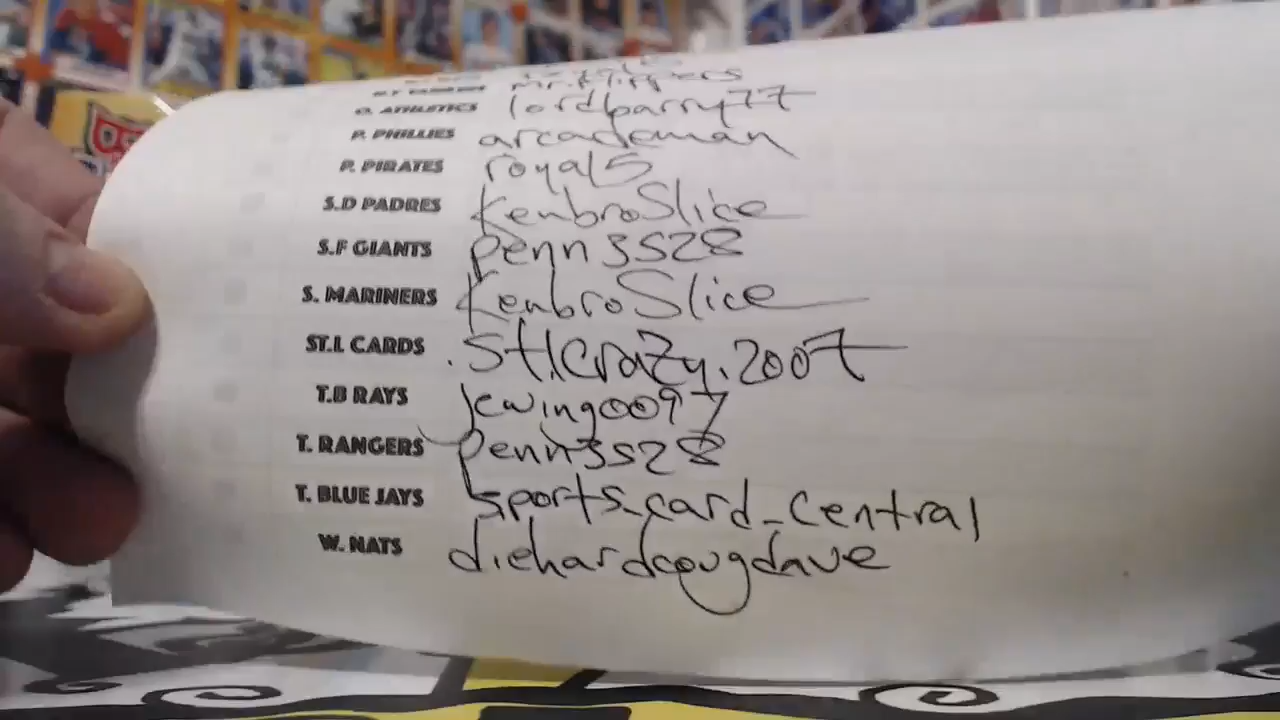 O. ATHLETICS lordbarry77
P. PHILLIES arcademan
P. PIRATES royal5
S.D PADRES KenbroSlice
S.F GIANTS penn3528
S. MARINERS KenbroSlice
ST.L CARDS .stlcrazy.2007
T.B RAYS jewing0097
T. RANGERS penn3528
T. BLUE JAYS sports_card_central
W. NATS diehardcougdave